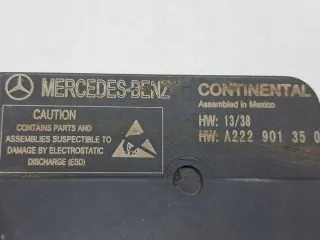 MERCEDES-BENZ
CONTINENTAL
Assembled in Mexico
HW: 13/38
HW: A222 901 35 0
CAUTION
CONTAINS PARTS AND
ASSEMBLIES SUSPECTIBLE TO
DAMAGE BY ELECTROSTATIC
DISCHARGE (ESD)